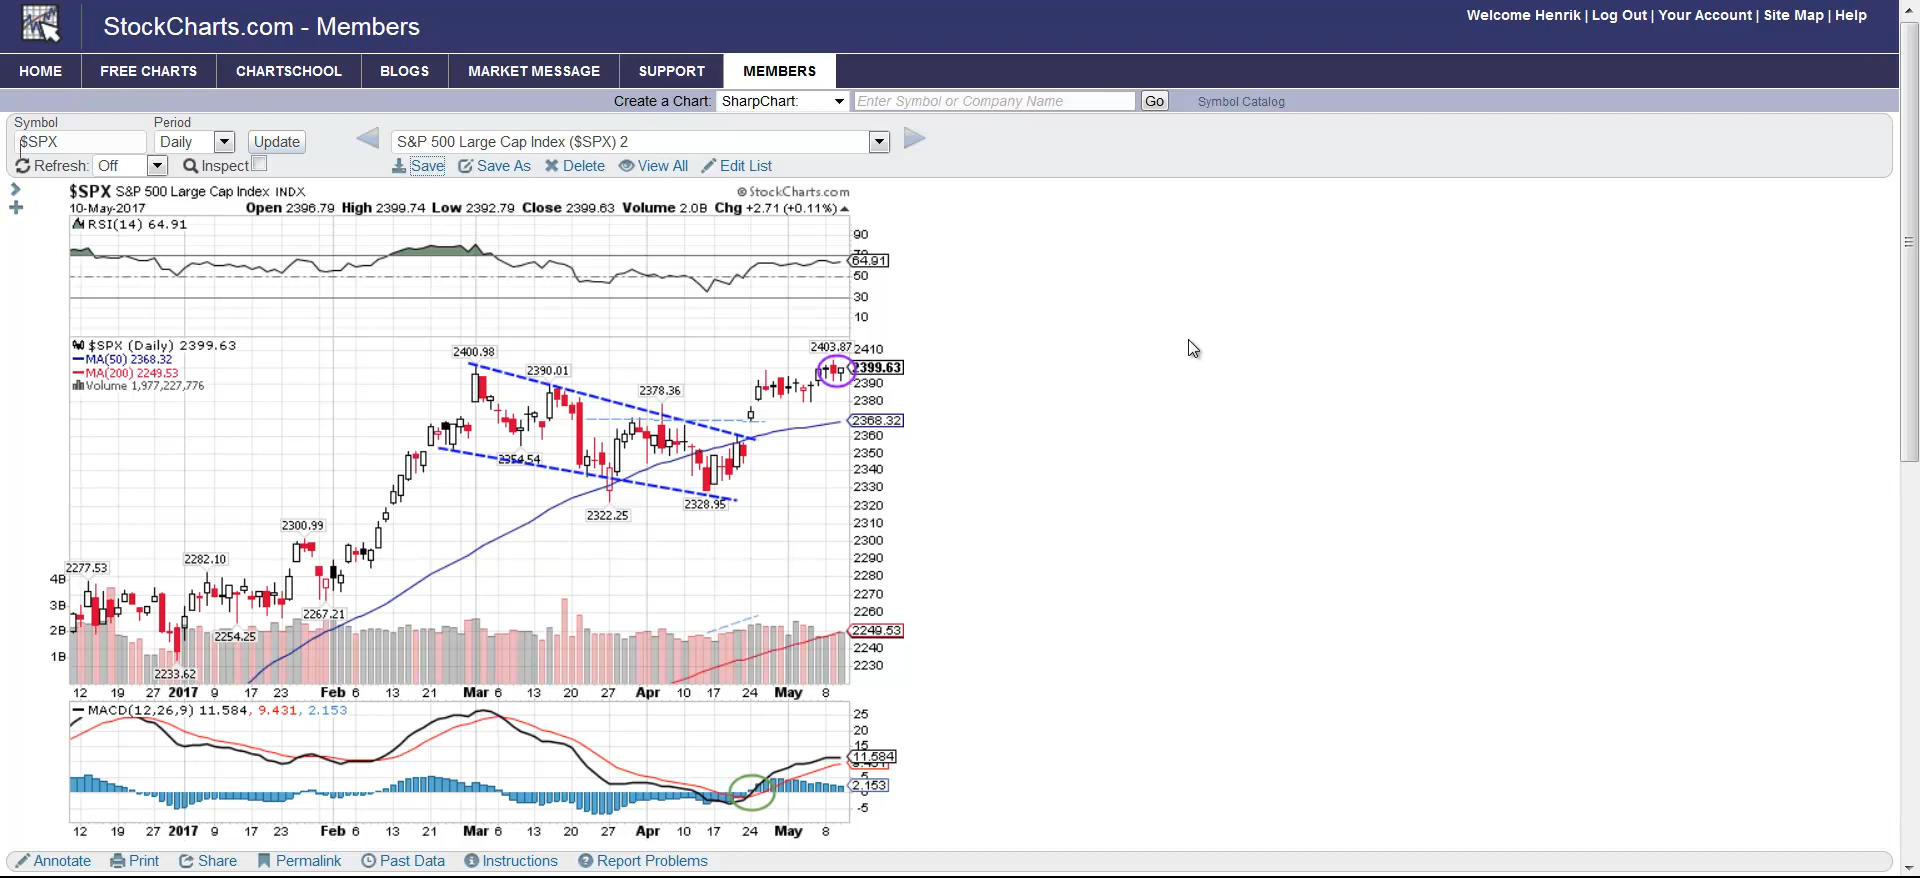 StockCharts.com - Members
Welcome Henrik | Log Out | Your Account | Site Map | Help
HOME FREE CHARTS CHARTSCHOOL BLOGS MARKET MESSAGE SUPPORT MEMBERS
Create a Chart: SharpChart: Enter Symbol or Company Name Go Symbol Catalog
Symbol Period
$SPX Daily Update S&P 500 Large Cap Index ($SPX) 2
Refresh: Off Inspect Save Save As Delete View All Edit List
$SPX S&P 500 Large Cap Index INDX © StockCharts.com
10-May-2017 Open 2396.79 High 2399.74 Low 2392.79 Close 2399.63 Volume 2.0B Chg +2.71 (+0.11%)
RSI(14) 64.91
90
70
64.91
50
30
10
$SPX (Daily) 2399.63
MA(50) 2368.32
MA(200) 2249.53
Volume 1,977,227,776
2400.98
2403.87
2410
2399.63
2390.01
2390
2378.36
2380
2368.32
2360
2354.54
2350
2340
2330
2328.95
2320
2322.25
2310
2300.99
2300
2290
2282.10
2280
2277.53
2270
2267.21
2260
2254.25
2249.53
2240
2233.62
2230
4B
3B
2B
1B
12 19 27 2017 9 17 23 Feb 6 13 21 Mar 6 13 20 27 Apr 10 17 24 May 8
MACD(12,26,9) 11.584, 9.431, 2.153
25
20
15
11.584
9.431
5
2.153
-5
12 19 27 2017 9 17 23 Feb 6 13 21 Mar 6 13 20 27 Apr 10 17 24 May 8
Annotate Print Share Permalink Past Data Instructions Report Problems